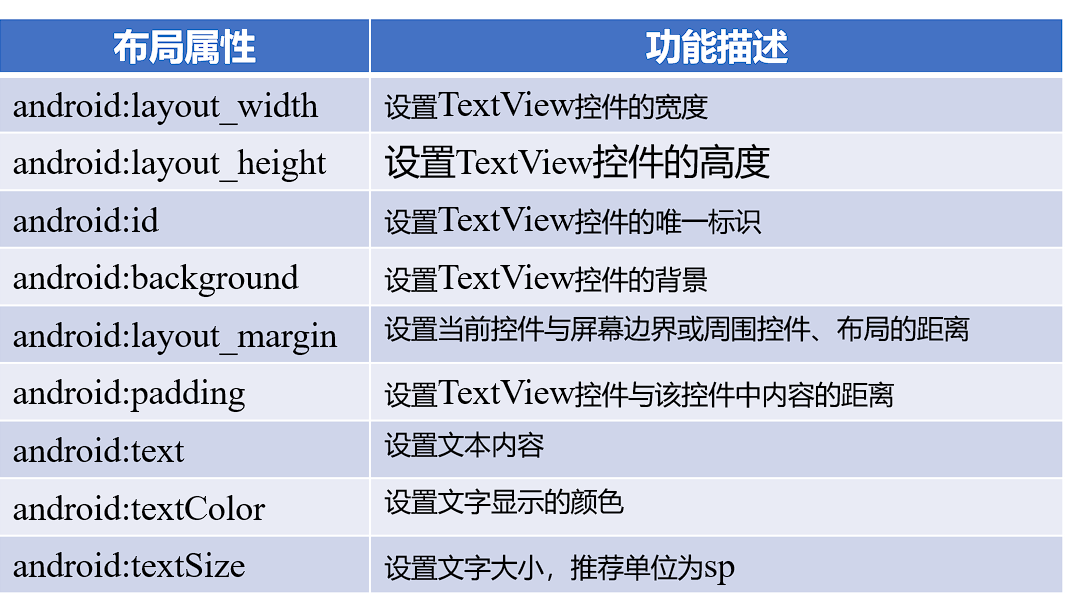 布局属性 功能描述
android:layout_width 设置TextView控件的宽度
android:layout_height 设置TextView控件的高度
android:id 设置TextView控件的唯一标识
android:background 设置TextView控件的背景
android:layout_margin 设置当前控件与屏幕边界或周围控件、布局的距离
android:padding 设置TextView控件与该控件中内容的距离
android:text 设置文本内容
android:textColor 设置文字显示的颜色
android:textSize 设置文字大小，推荐单位为sp